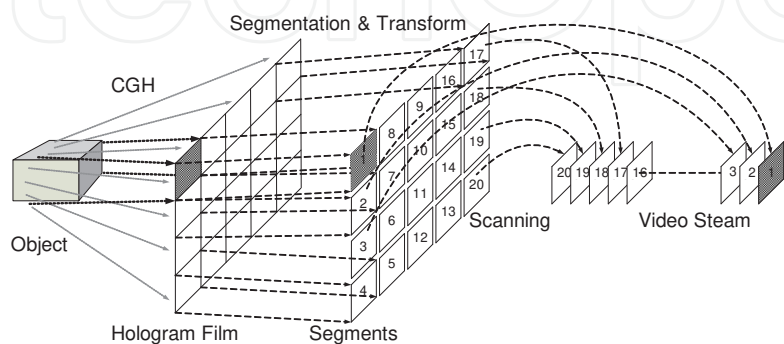 Segmentation & Transform
CGH
17
16
18
9
8
15
19
1
10
7
14
20
2
11
6
13
3
12
5
4
20 19 18 17 16
3 2 1
Scanning
Video Steam
Object
Hologram Film
Segments